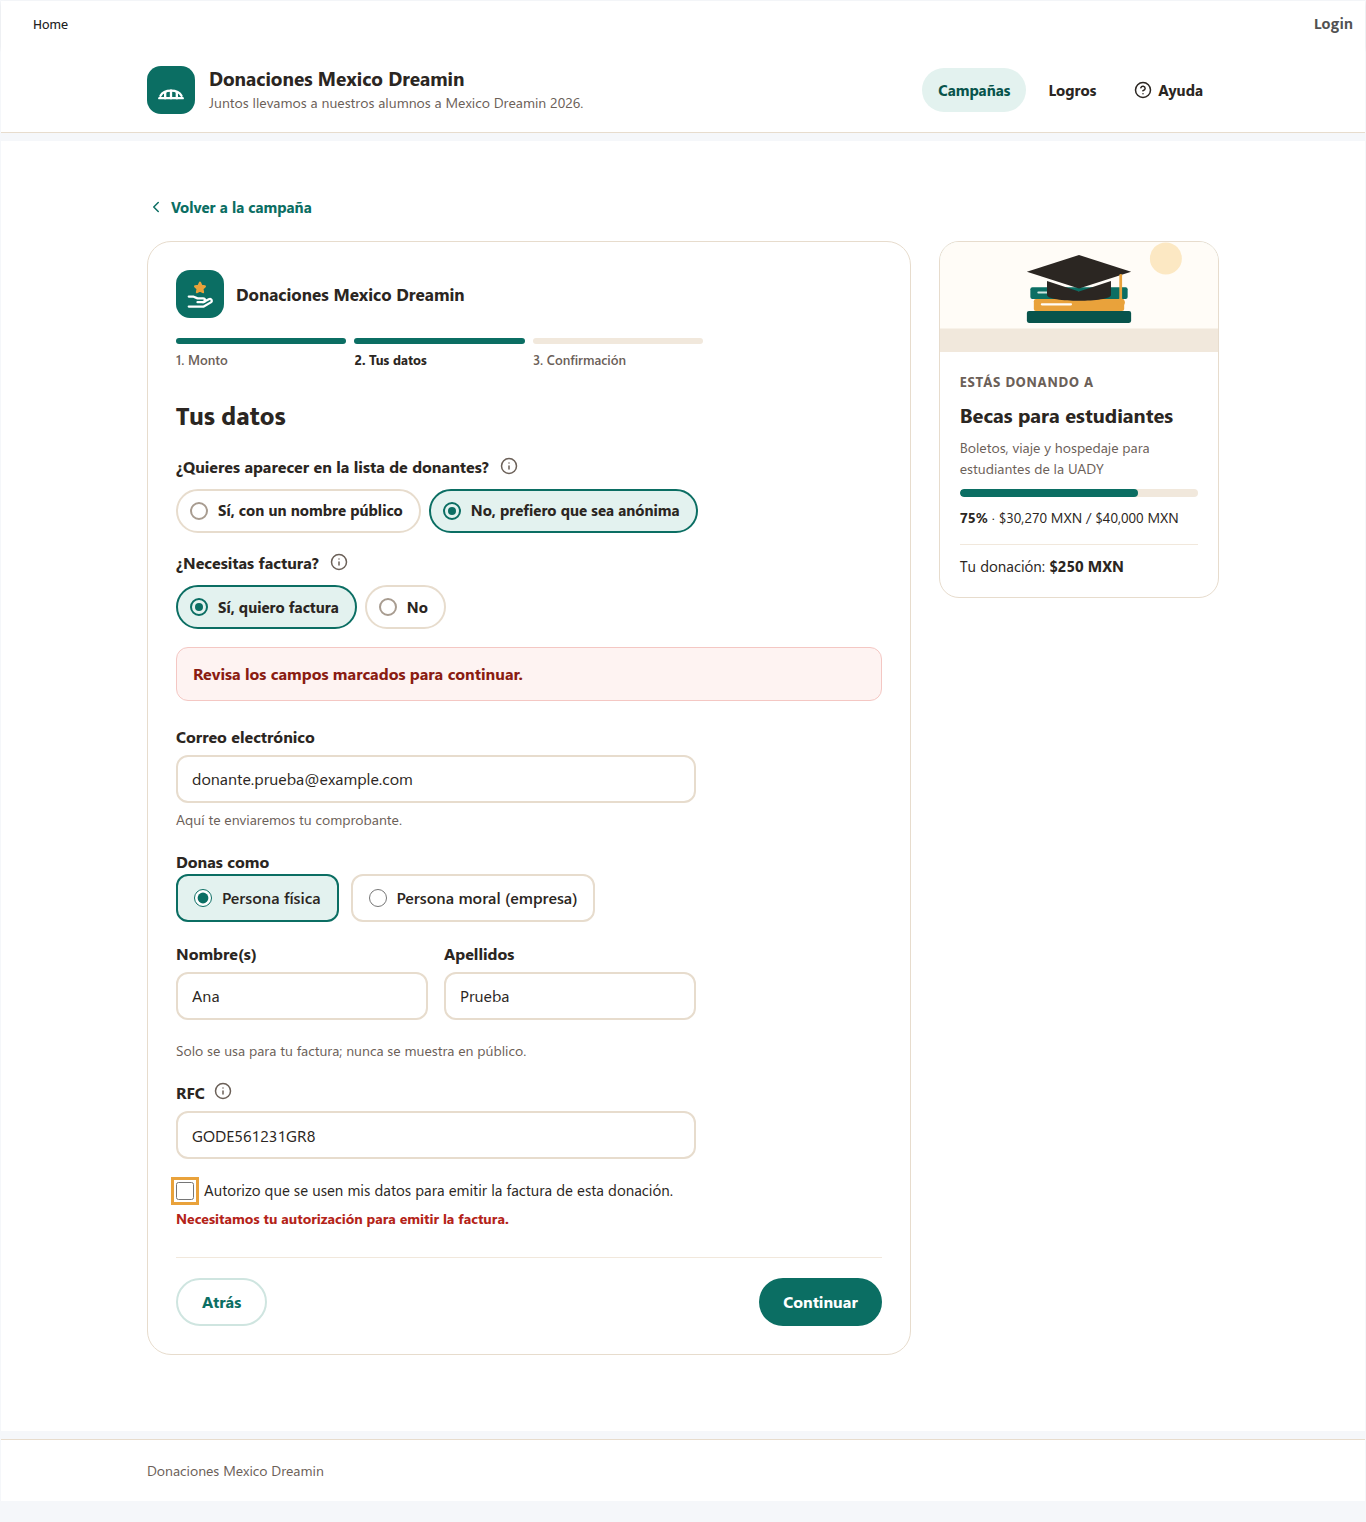 Home
Login
Donaciones Mexico Dreamin
Juntos llevamos a nuestros alumnos a Mexico Dreamin 2026.
Campañas
Logros
Ayuda
Volver a la campaña
Donaciones Mexico Dreamin
1. Monto
2. Tus datos
3. Confirmación
Tus datos
¿Quieres aparecer en la lista de donantes?
Sí, con un nombre público
No, prefiero que sea anónima
¿Necesitas factura?
Sí, quiero factura
No
Revisa los campos marcados para continuar.
Correo electrónico
donante.prueba@example.com
Aquí te enviaremos tu comprobante.
Donas como
Persona física
Persona moral (empresa)
Nombre(s)
Apellidos
Ana
Prueba
Solo se usa para tu factura; nunca se muestra en público.
RFC
GODE561231GR8
Autorizo que se usen mis datos para emitir la factura de esta donación.
Necesitamos tu autorización para emitir la factura.
Atrás
Continuar
ESTÁS DONANDO A
Becas para estudiantes
Boletos, viaje y hospedaje para
estudiantes de la UADY
75% · $30,270 MXN / $40,000 MXN
Tu donación: $250 MXN
Donaciones Mexico Dreamin